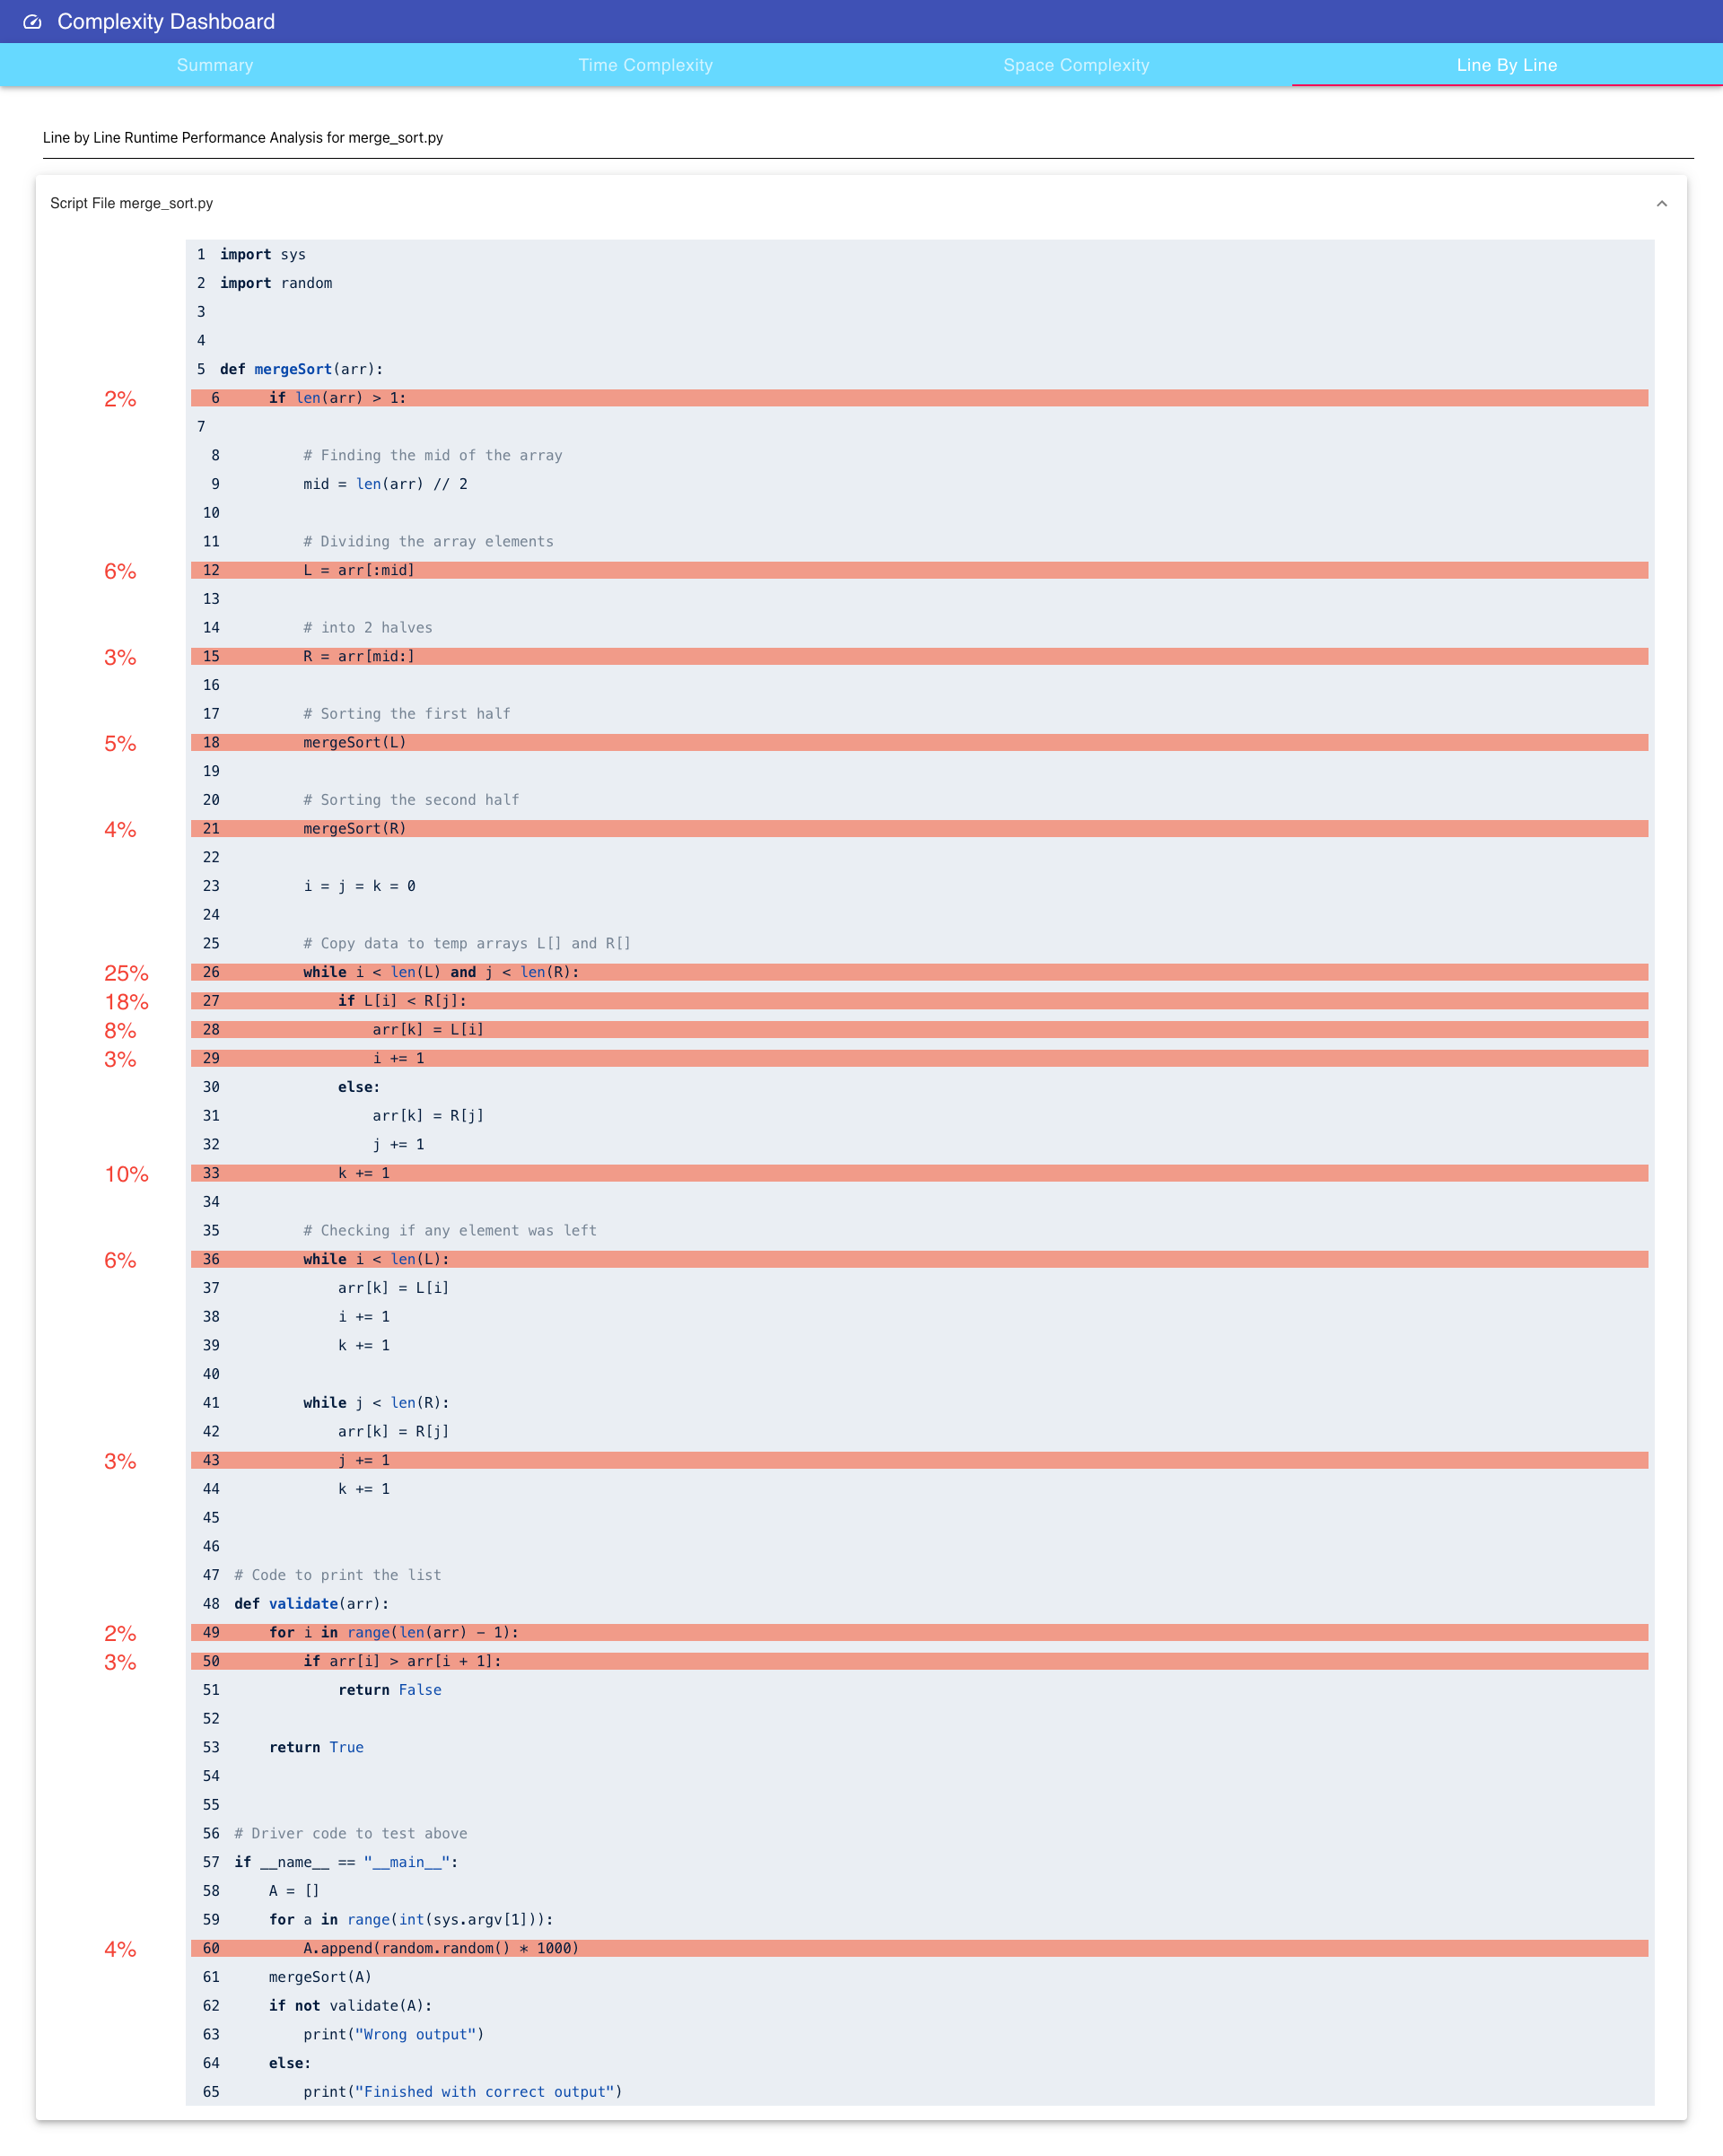 Complexity Dashboard
Summary Time Complexity Space Complexity Line By Line
Line by Line Runtime Performance Analysis for merge_sort.py
Script File merge_sort.py
1 import sys
2 import random
3
4
5 def mergeSort(arr):
2% 6     if len(arr) > 1:
7
8         # Finding the mid of the array
9         mid = len(arr) // 2
10
11         # Dividing the array elements
6% 12         L = arr[:mid]
13
14         # into 2 halves
3% 15         R = arr[mid:]
16
17         # Sorting the first half
5% 18         mergeSort(L)
19
20         # Sorting the second half
4% 21         mergeSort(R)
22
23         i = j = k = 0
24
25         # Copy data to temp arrays L[] and R[]
25% 26         while i < len(L) and j < len(R):
18% 27             if L[i] < R[j]:
8% 28                 arr[k] = L[i]
3% 29                 i += 1
30             else:
31                 arr[k] = R[j]
32                 j += 1
10% 33             k += 1
34
35         # Checking if any element was left
6% 36         while i < len(L):
37             arr[k] = L[i]
38             i += 1
39             k += 1
40
41         while j < len(R):
42             arr[k] = R[j]
3% 43             j += 1
44             k += 1
45
46
47 # Code to print the list
48 def validate(arr):
2% 49     for i in range(len(arr) - 1):
3% 50         if arr[i] > arr[i + 1]:
51             return False
52
53     return True
54
55
56 # Driver code to test above
57 if __name__ == "__main__":
58     A = []
59     for a in range(int(sys.argv[1])):
4% 60         A.append(random.random() * 1000)
61     mergeSort(A)
62     if not validate(A):
63         print("Wrong output")
64     else:
65         print("Finished with correct output")